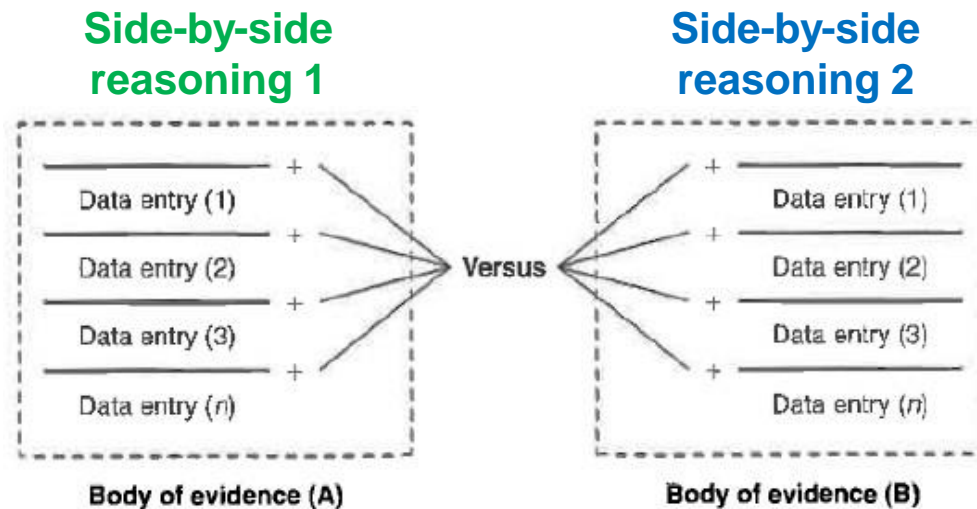 Side-by-side
reasoning 1
+
Data entry (1)
+
Data entry (2)
+
Data entry (3)
+
Data entry (n)
Body of evidence (A)
Versus
Side-by-side
reasoning 2
+
Data entry (1)
+
Data entry (2)
+
Data entry (3)
+
Data entry (n)
Body of evidence (B)